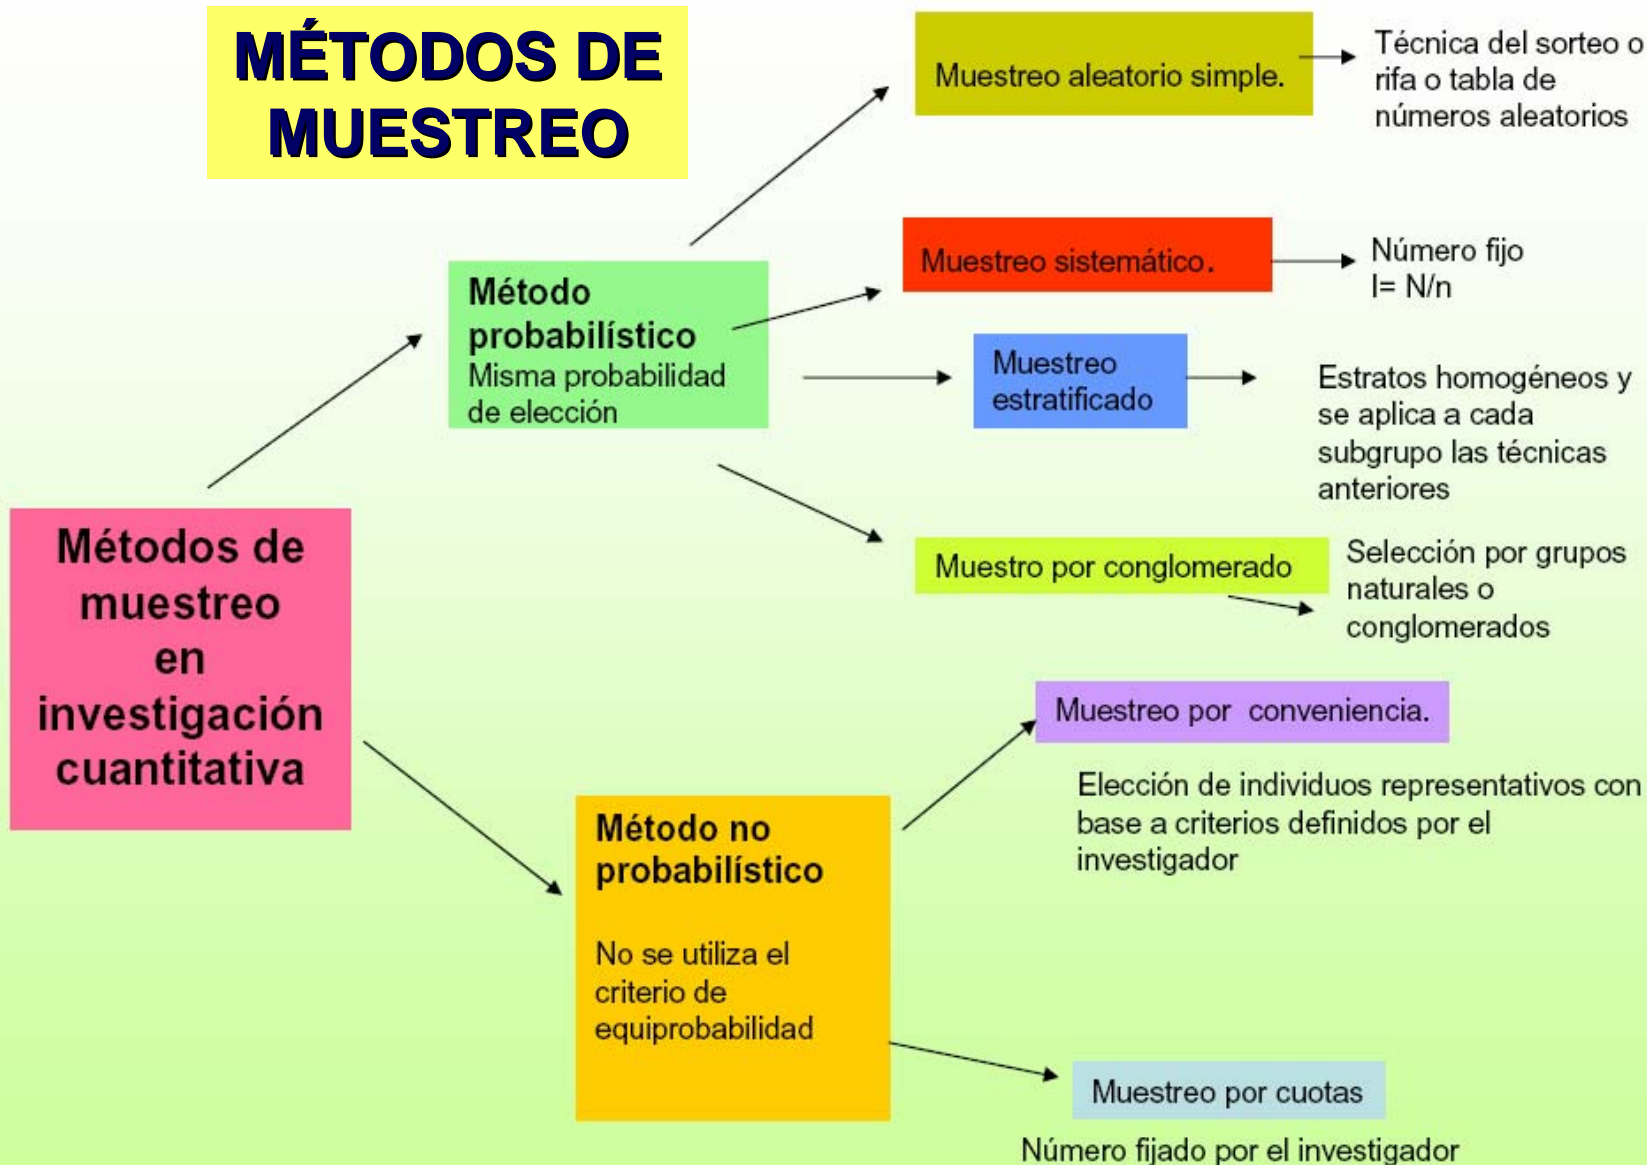 MÉTODOS DE
MUESTREO
Muestreo aleatorio simple.
Técnica del sorteo o
rifa o tabla de
números aleatorios
Muestreo sistemático.
Número fijo
I= N/n
Método
probabilístico
Misma probabilidad
de elección
Muestreo
estratificado
Estratos homogéneos y
se aplica a cada
subgrupo las técnicas
anteriores
Muestro por conglomerado
Selección por grupos
naturales o
conglomerados
Métodos de
muestreo
en
investigación
cuantitativa
Muestreo por conveniencia.
Elección de individuos representativos con
base a criterios definidos por el
investigador
Método no
probabilístico
No se utiliza el
criterio de
equiprobabilidad
Muestreo por cuotas
Número fijado por el investigador